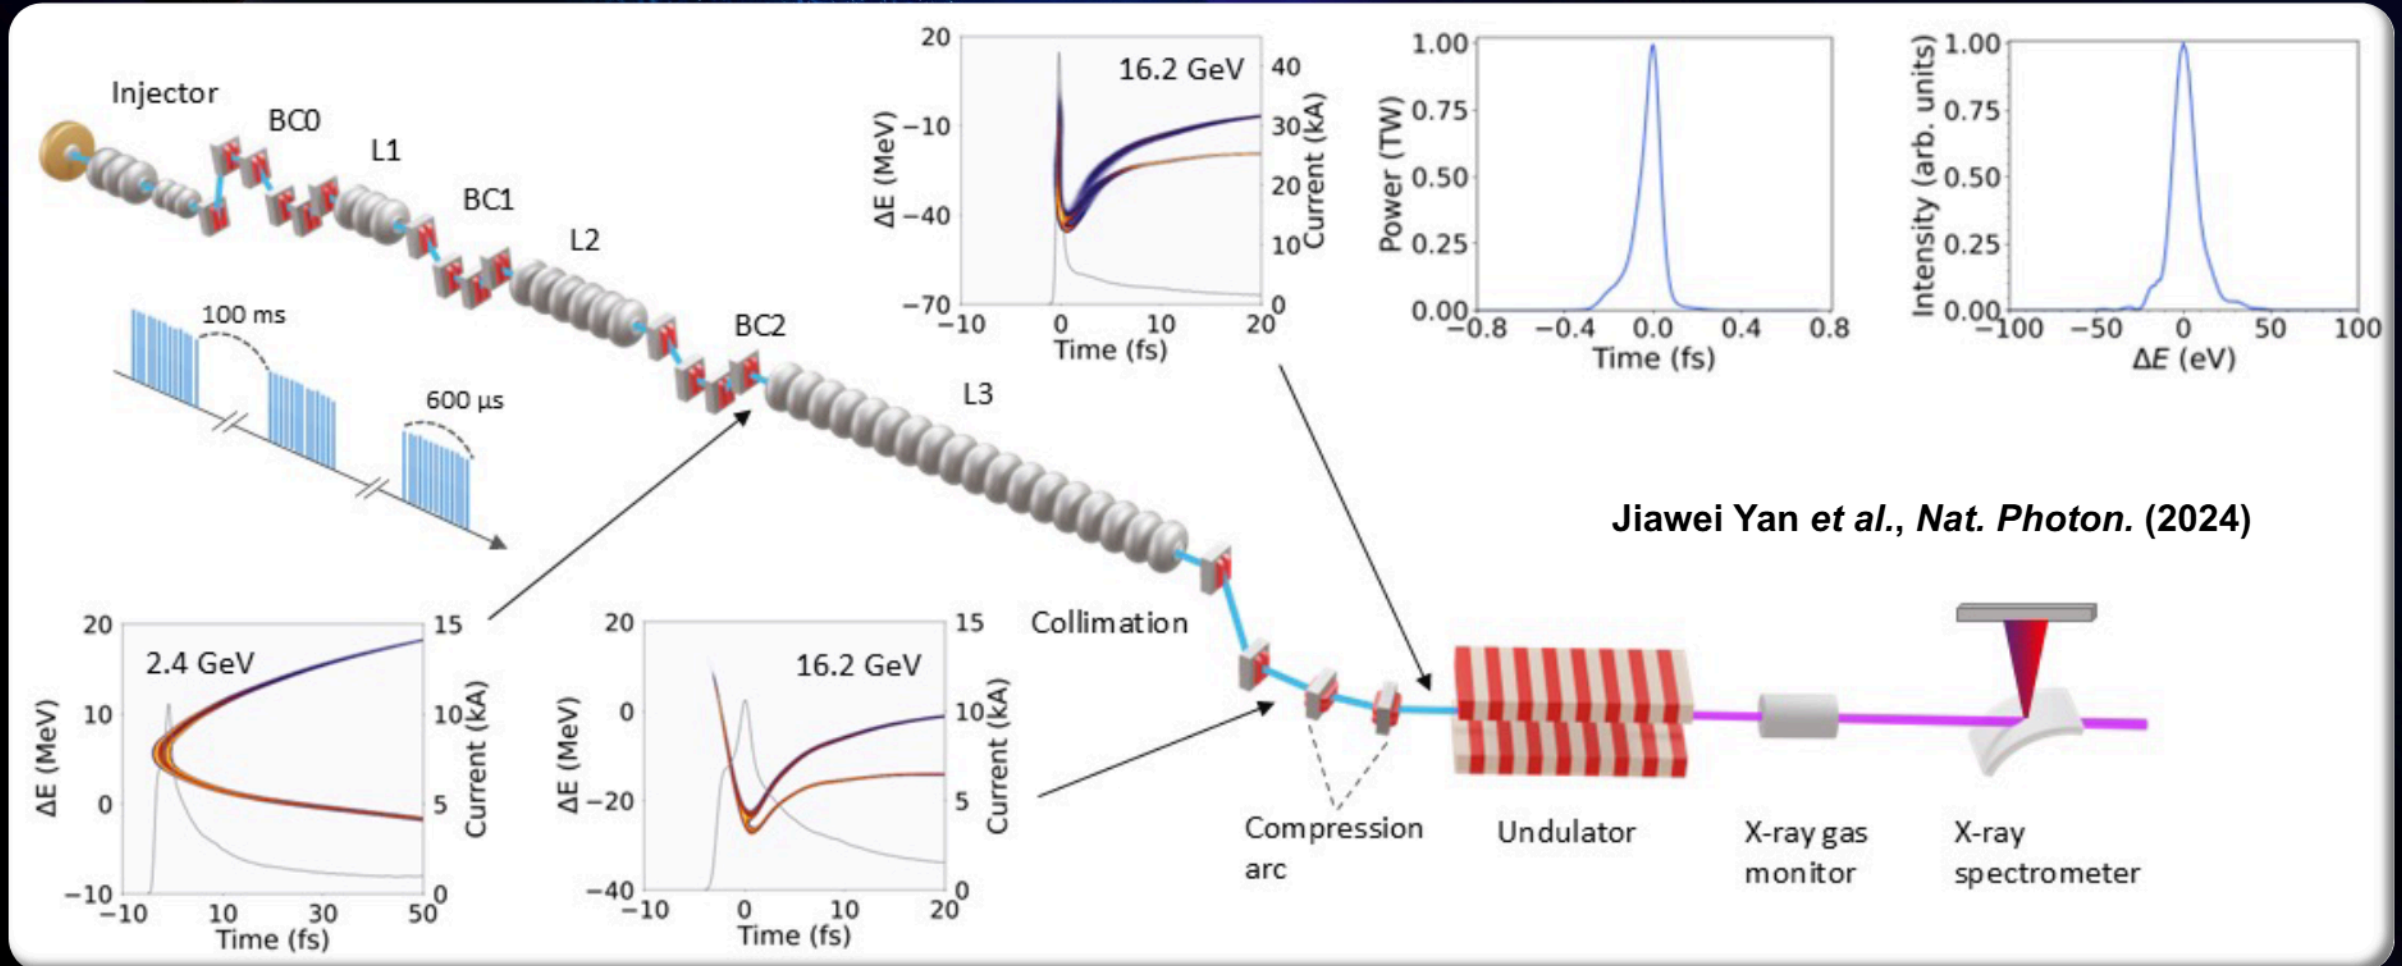 Injector
BC0
L1
BC1
L2
BC2
L3
100 ms
600 µs
16.2 GeV
20
−10
−40
−70
ΔE (MeV)
40
30
20
10
0
Current (kA)
−10 0 10 20
Time (fs)
1.00
0.75
0.50
0.25
0.00
Power (TW)
−0.8 −0.4 0.0 0.4 0.8
Time (fs)
1.00
0.75
0.50
0.25
0.00
Intensity (arb. units)
−100 −50 0 50 100
ΔE (eV)
Jiawei Yan et al., Nat. Photon. (2024)
2.4 GeV
20
10
0
−10
ΔE (MeV)
15
10
5
0
Current (kA)
−10 10 30 50
Time (fs)
16.2 GeV
20
0
−20
−40
ΔE (MeV)
15
10
5
0
Current (kA)
−10 0 10 20
Time (fs)
Collimation
Compression
arc
Undulator
X-ray gas
monitor
X-ray
spectrometer